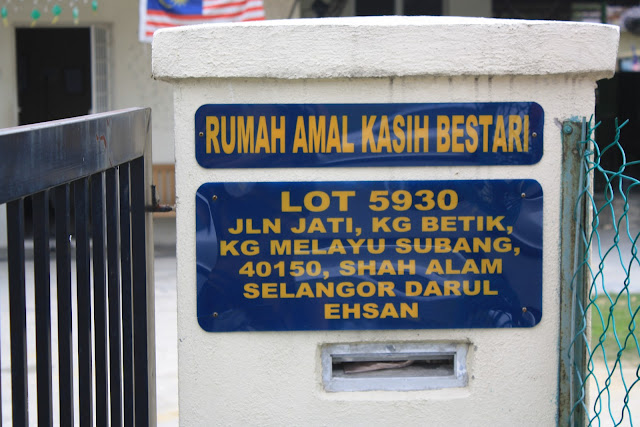 RUMAH AMAL KASIH BESTARI
LOT 5930
JLN JATI, KG BETIK,
KG MELAYU SUBANG,
40150, SHAH ALAM
SELANGOR DARUL
EHSAN